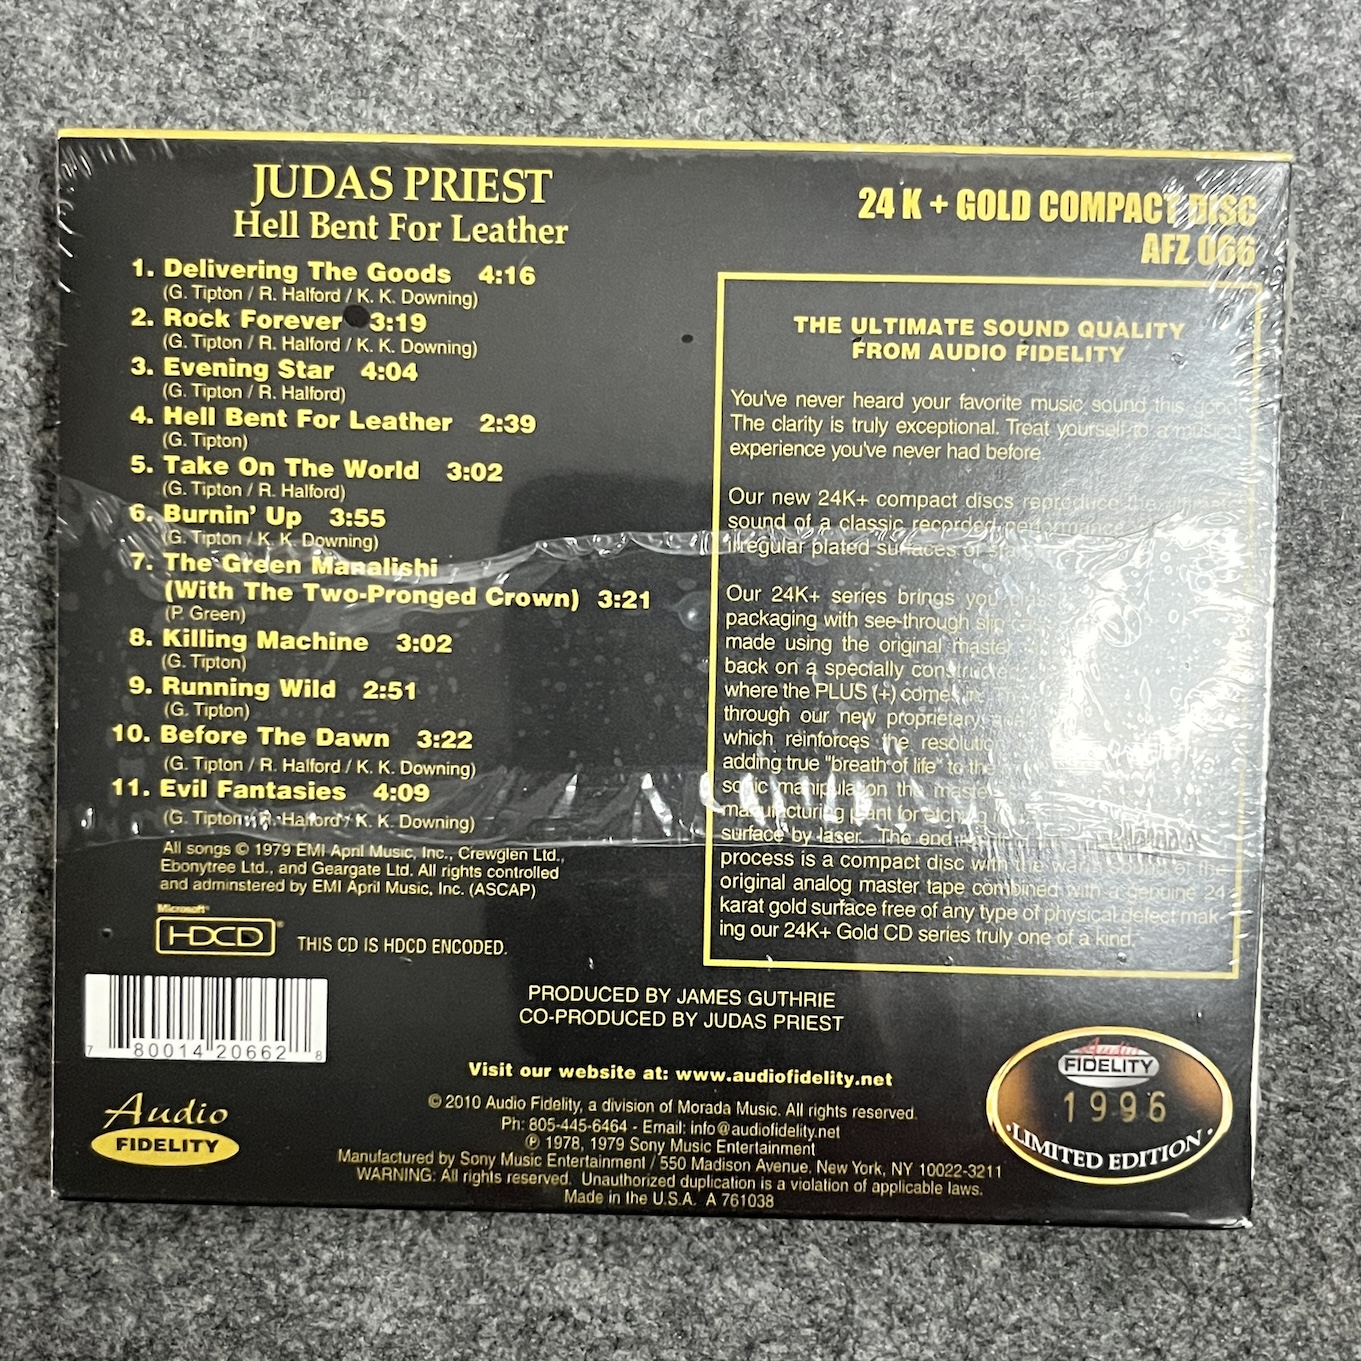 JUDAS PRIEST
Hell Bent For Leather
1. Delivering The Goods 4:16
(G. Tipton / R. Halford / K. K. Downing)
2. Rock Forever 3:19
(G. Tipton / R. Halford / K. K. Downing)
3. Evening Star 4:04
(G. Tipton / R. Halford)
4. Hell Bent For Leather 2:39
(G. Tipton)
5. Take On The World 3:02
(G. Tipton / R. Halford)
6. Burnin' Up 3:55
(G. Tipton / K. K. Downing)
7. The Green Manalishi
(With The Two-Pronged Crown) 3:21
(P. Green)
8. Killing Machine 3:02
(G. Tipton)
9. Running Wild 2:51
(G. Tipton)
10. Before The Dawn 3:22
(G. Tipton / R. Halford / K. K. Downing)
11. Evil Fantasies 4:09
(G. Tipton / R. Halford / K. K. Downing)
All songs © 1979 EMI April Music, Inc., Crewglen Ltd.,
Ebonytree Ltd., and Geargate Ltd. All rights controlled
and adminstered by EMI April Music, Inc. (ASCAP)
Microsoft®
HDCD® THIS CD IS HDCD ENCODED.
7 80014 20662 8
Audio
FIDELITY
24 K + GOLD COMPACT DISC
AFZ 066
THE ULTIMATE SOUND QUALITY
FROM AUDIO FIDELITY
You've never heard your favorite music sound this
The clarity is truly exceptional. Treat yourself to a
experience you've never had before.
Our new 24K+ compact discs reproduce
sound of a classic recorded performance
irregular plated surfaces of
Our 24K+ series brings you
packaging with see-through slip
made using the original master
back on a specially constructed
where the PLUS (+) comes in.
through our new proprietary
which reinforces the resolution
adding true "breath of life" to the
sonic manipulation the master
manufacturing plant for etching
surface by laser. The end
process is a compact disc with the warm sound of the
original analog master tape combined with a genuine 24
karat gold surface free of any type of physical defect mak-
ing our 24K+ Gold CD series truly one of a kind.
PRODUCED BY JAMES GUTHRIE
CO-PRODUCED BY JUDAS PRIEST
Visit our website at: www.audiofidelity.net
© 2010 Audio Fidelity, a division of Morada Music. All rights reserved.
Ph: 805-445-6464 - Email: info@audiofidelity.net
℗ 1978, 1979 Sony Music Entertainment
Manufactured by Sony Music Entertainment / 550 Madison Avenue, New York, NY 10022-3211
WARNING: All rights reserved. Unauthorized duplication is a violation of applicable laws.
Made in the U.S.A. A 761038
Audio
FIDELITY
1996
·LIMITED EDITION·